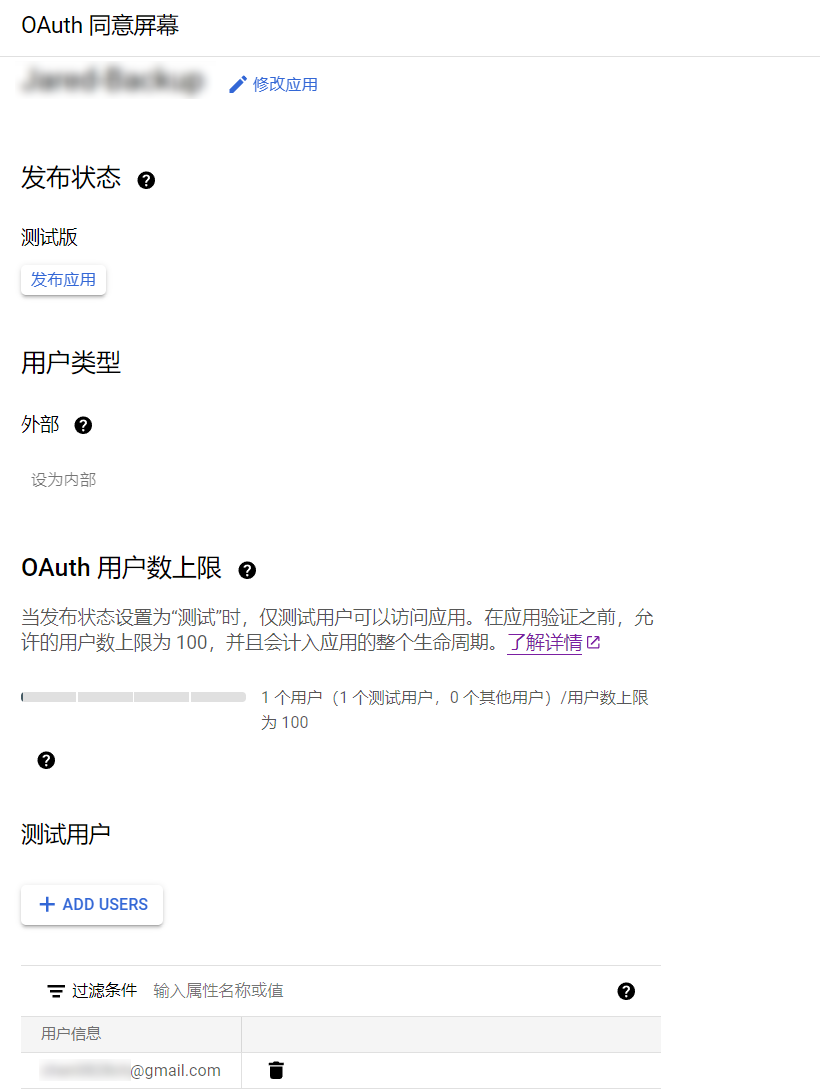 OAuth 同意屏幕
修改应用
发布状态
测试版
发布应用
用户类型
外部
设为内部
OAuth 用户数上限
当发布状态设置为“测试”时，仅测试用户可以访问应用。在应用验证之前，允
许的用户数上限为 100，并且会计入应用的整个生命周期。了解详情
1 个用户（1 个测试用户，0 个其他用户）/用户数上限
为 100
测试用户
ADD USERS
过滤条件 输入属性名称或值
用户信息
@gmail.com